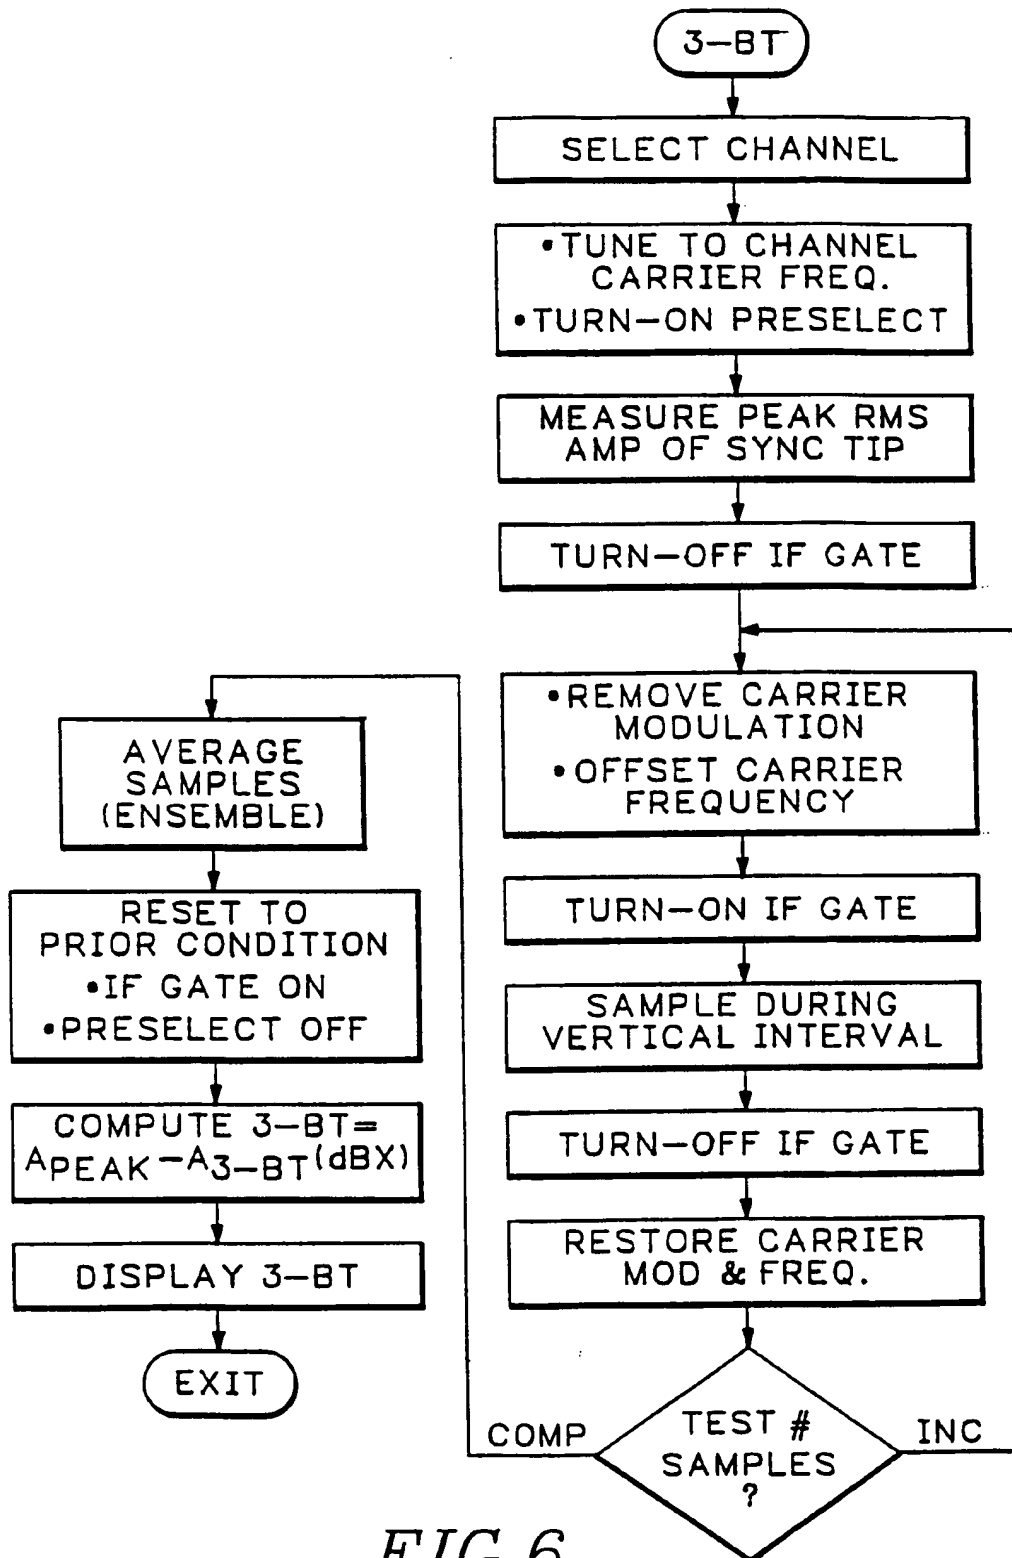 3-BT
SELECT CHANNEL
•TUNE TO CHANNEL
CARRIER FREQ.
•TURN-ON PRESELECT
MEASURE PEAK RMS
AMP OF SYNC TIP
TURN-OFF IF GATE
•REMOVE CARRIER
MODULATION
•OFFSET CARRIER
FREQUENCY
TURN-ON IF GATE
SAMPLE DURING
VERTICAL INTERVAL
TURN-OFF IF GATE
RESTORE CARRIER
MOD & FREQ.
TEST #
SAMPLES
?
INC
COMP
AVERAGE
SAMPLES
(ENSEMBLE)
RESET TO
PRIOR CONDITION
•IF GATE ON
•PRESELECT OFF
COMPUTE 3-BT=
APEAK-A3-BT(dBX)
DISPLAY 3-BT
EXIT
FIG.6